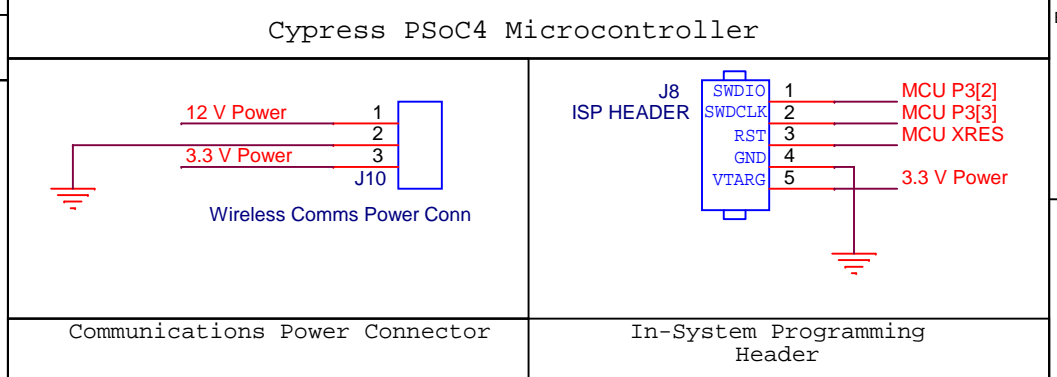 Cypress PSoC4 Microcontroller
12 V Power 1
2
3.3 V Power 3
J10
Wireless Comms Power Conn
Communications Power Connector
J8
ISP HEADER
SWDIO 1 MCU P3[2]
SWDCLK 2 MCU P3[3]
RST 3 MCU XRES
GND 4
VTARG 5 3.3 V Power
In-System Programming
Header